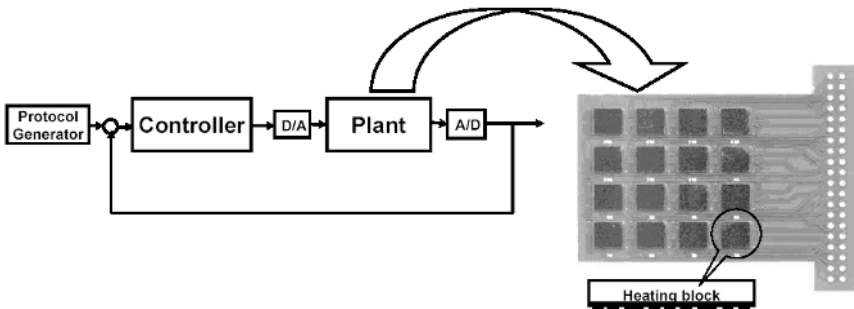 Protocol
Generator
Controller
D/A
Plant
A/D
Heating block